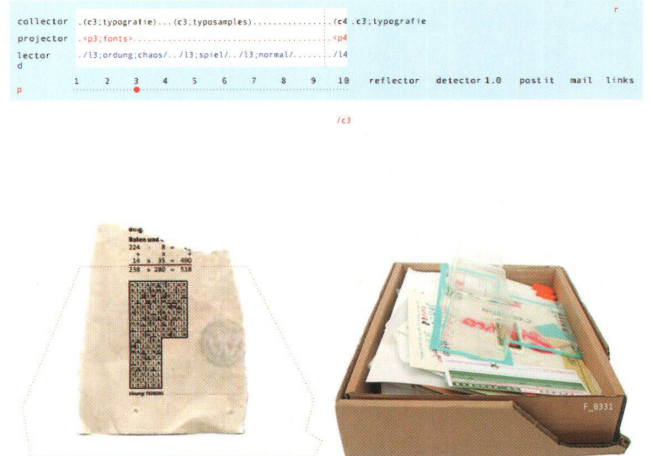 r
collector .(c3;typografie)...(c3;typosamples)....................(c4.c3;typografie
projector .<p3;fonts>..................................................<p4
lector ./l3;ordung;chaos/../l3;spiel/../l3;normal/........./l4
d
1 2 3 4 5 6 7 8 9 10 reflector detector 1.0 postit mail links
p
/c3
dung.
Raten und
224 : 8 =
+ x +
14 x 35 = 490
238 + 280 = 518
F_0331